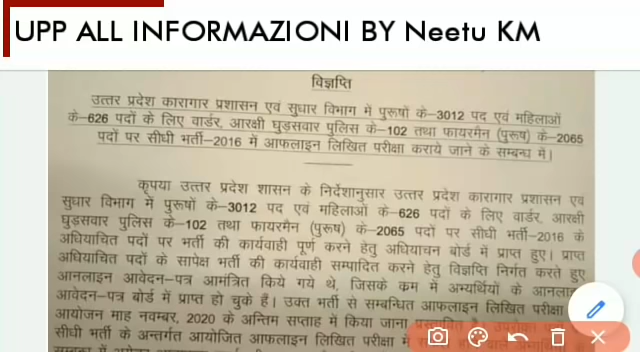 UPP ALL INFORMAZIONI BY Neetu KM
विज्ञप्ति
उत्तर प्रदेश कारागार प्रशासन एवं सुधार विभाग में पुरूषों के–3012 पद एवं महिलाओं
के–626 पदों के लिए वार्डर, आरक्षी घुड़सवार पुलिस के–102 तथा फायरमैन (पुरूष) के–2065
पदों पर सीधी भर्ती–2016 में आफलाइन लिखित परीक्षा कराये जाने के सम्बन्ध में।
कृपया उत्तर प्रदेश शासन के निर्देशानुसार उत्तर प्रदेश कारागार प्रशासन एवं
सुधार विभाग में पुरूषों के–3012 पद एवं महिलाओं के–626 पदों के लिए वार्डर, आरक्षी
घुड़सवार पुलिस के–102 तथा फायरमैन (पुरूष) के–2065 पदों पर सीधी भर्ती–2016 के
अधियाचित पदों पर भर्ती की कार्यवाही पूर्ण करने हेतु अधियाचन बोर्ड में प्राप्त हुए। प्राप्त
अधियाचित पदों के सापेक्ष भर्ती की कार्यवाही सम्पादित करने हेतु विज्ञप्ति निर्गत करते हुए
आनलाइन आवेदन–पत्र आमंत्रित किये गये थे, जिसके क्रम में अभ्यर्थियों के आनलाइन
आवेदन–पत्र बोर्ड में प्राप्त हो चुके हैं। उक्त भर्ती से सम्बन्धित आफलाइन लिखित परीक्षा
आयोजन माह नवम्बर, 2020 के अन्तिम सप्ताह में किया जाना
सीधी भर्ती के अन्तर्गत आयोजित आफलाइन लिखित परीक्षा में